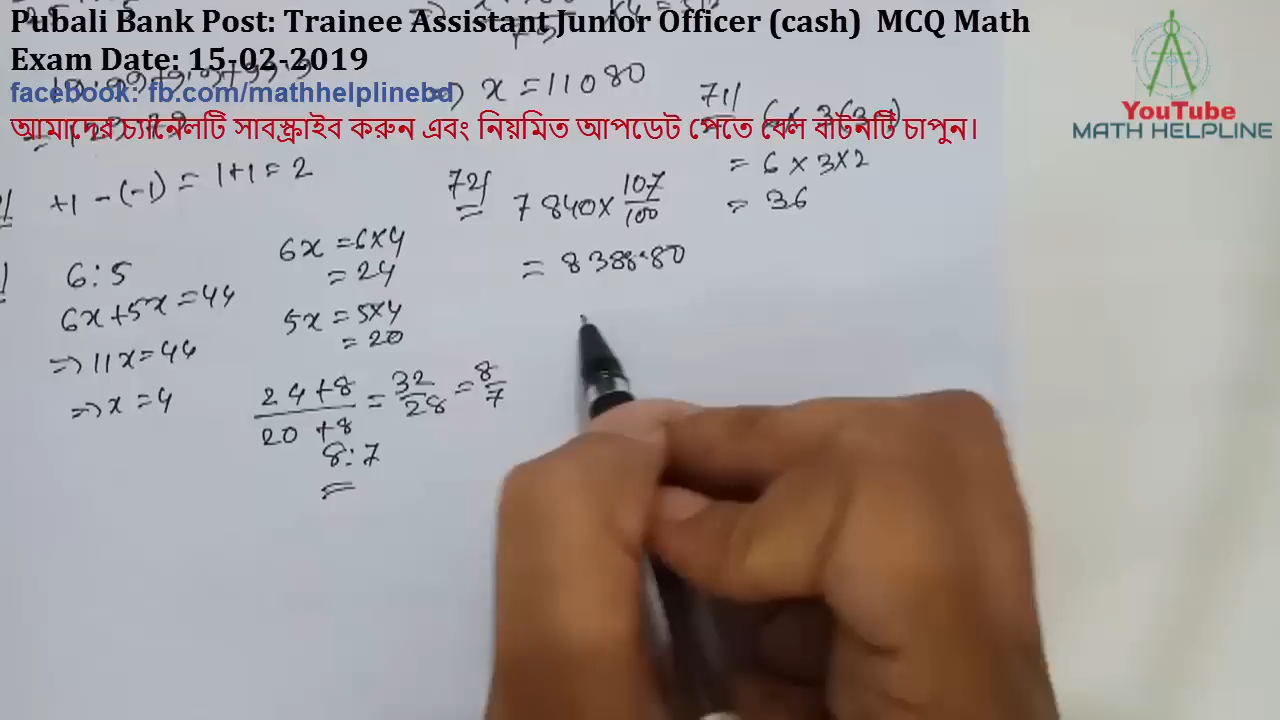 Pubali Bank Post: Trainee Assistant Junior Officer (cash) MCQ Math
Exam Date: 15-02-2019
facebook: fb.com/mathhelplinebd
আমাদের চ্যানেলটি সাবস্ক্রাইব করুন এবং নিয়মিত আপডেট পেতে বেল বাটনটি চাপুন।
YouTube
MATH HELPLINE
=> x = 11080
+1 - (-1) = 1+1 = 2
6:5
6x+5x = 44
=> 11x = 44
=> x = 4
6x = 6×4
= 24
5x = 5×4
= 20
24+8/20+8 = 32/28 = 8/7
8:7
72/
7840 × 107/100
= 8388.80
71/
= 6 × 3 × 2
= 36